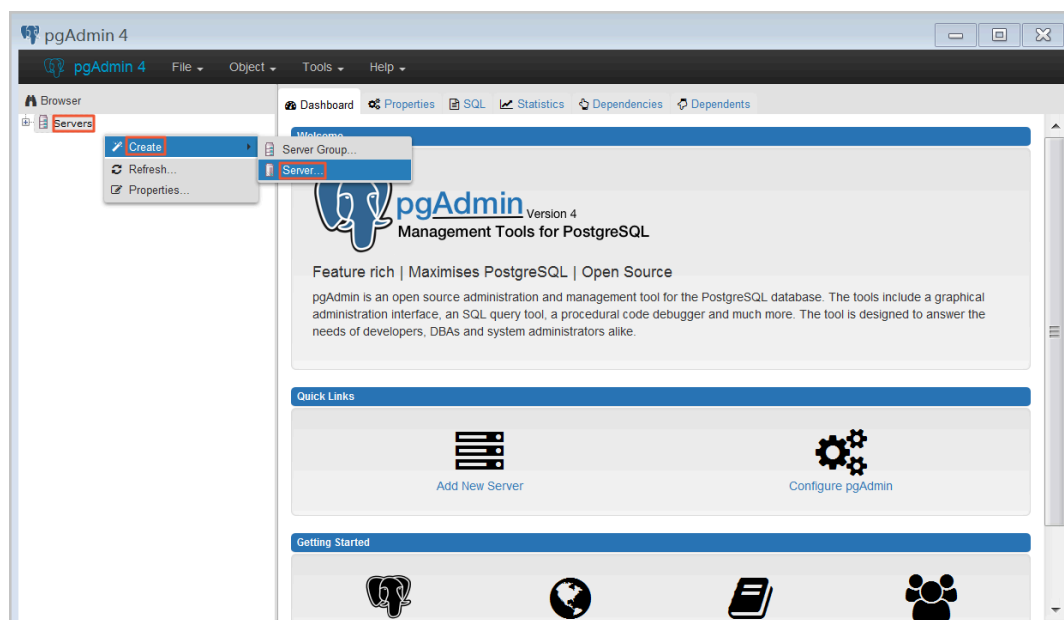 pgAdmin 4
pgAdmin 4 File Object Tools Help
Browser
Servers
Dashboard Properties SQL Statistics Dependencies Dependents
Create
Refresh...
Properties...
Server Group...
Server...
Welcome
pgAdmin Version 4
Management Tools for PostgreSQL
Feature rich | Maximises PostgreSQL | Open Source
pgAdmin is an open source administration and management tool for the PostgreSQL database. The tools include a graphical
administration interface, an SQL query tool, a procedural code debugger and much more. The tool is designed to answer the
needs of developers, DBAs and system administrators alike.
Quick Links
Add New Server Configure pgAdmin
Getting Started